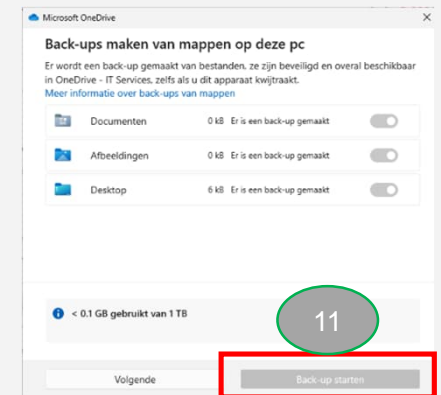 Microsoft OneDrive
Back-ups maken van mappen op deze pc
Er wordt een back-up gemaakt van bestanden, ze zijn beveiligd en overal beschikbaar
in OneDrive - IT Services, zelfs als u dit apparaat kwijtraakt.
Meer informatie over back-ups van mappen
Documenten 0 kB Er is een back-up gemaakt
Afbeeldingen 0 kB Er is een back-up gemaakt
Desktop 6 kB Er is een back-up gemaakt
< 0.1 GB gebruikt van 1 TB
11
Volgende Back-up starten